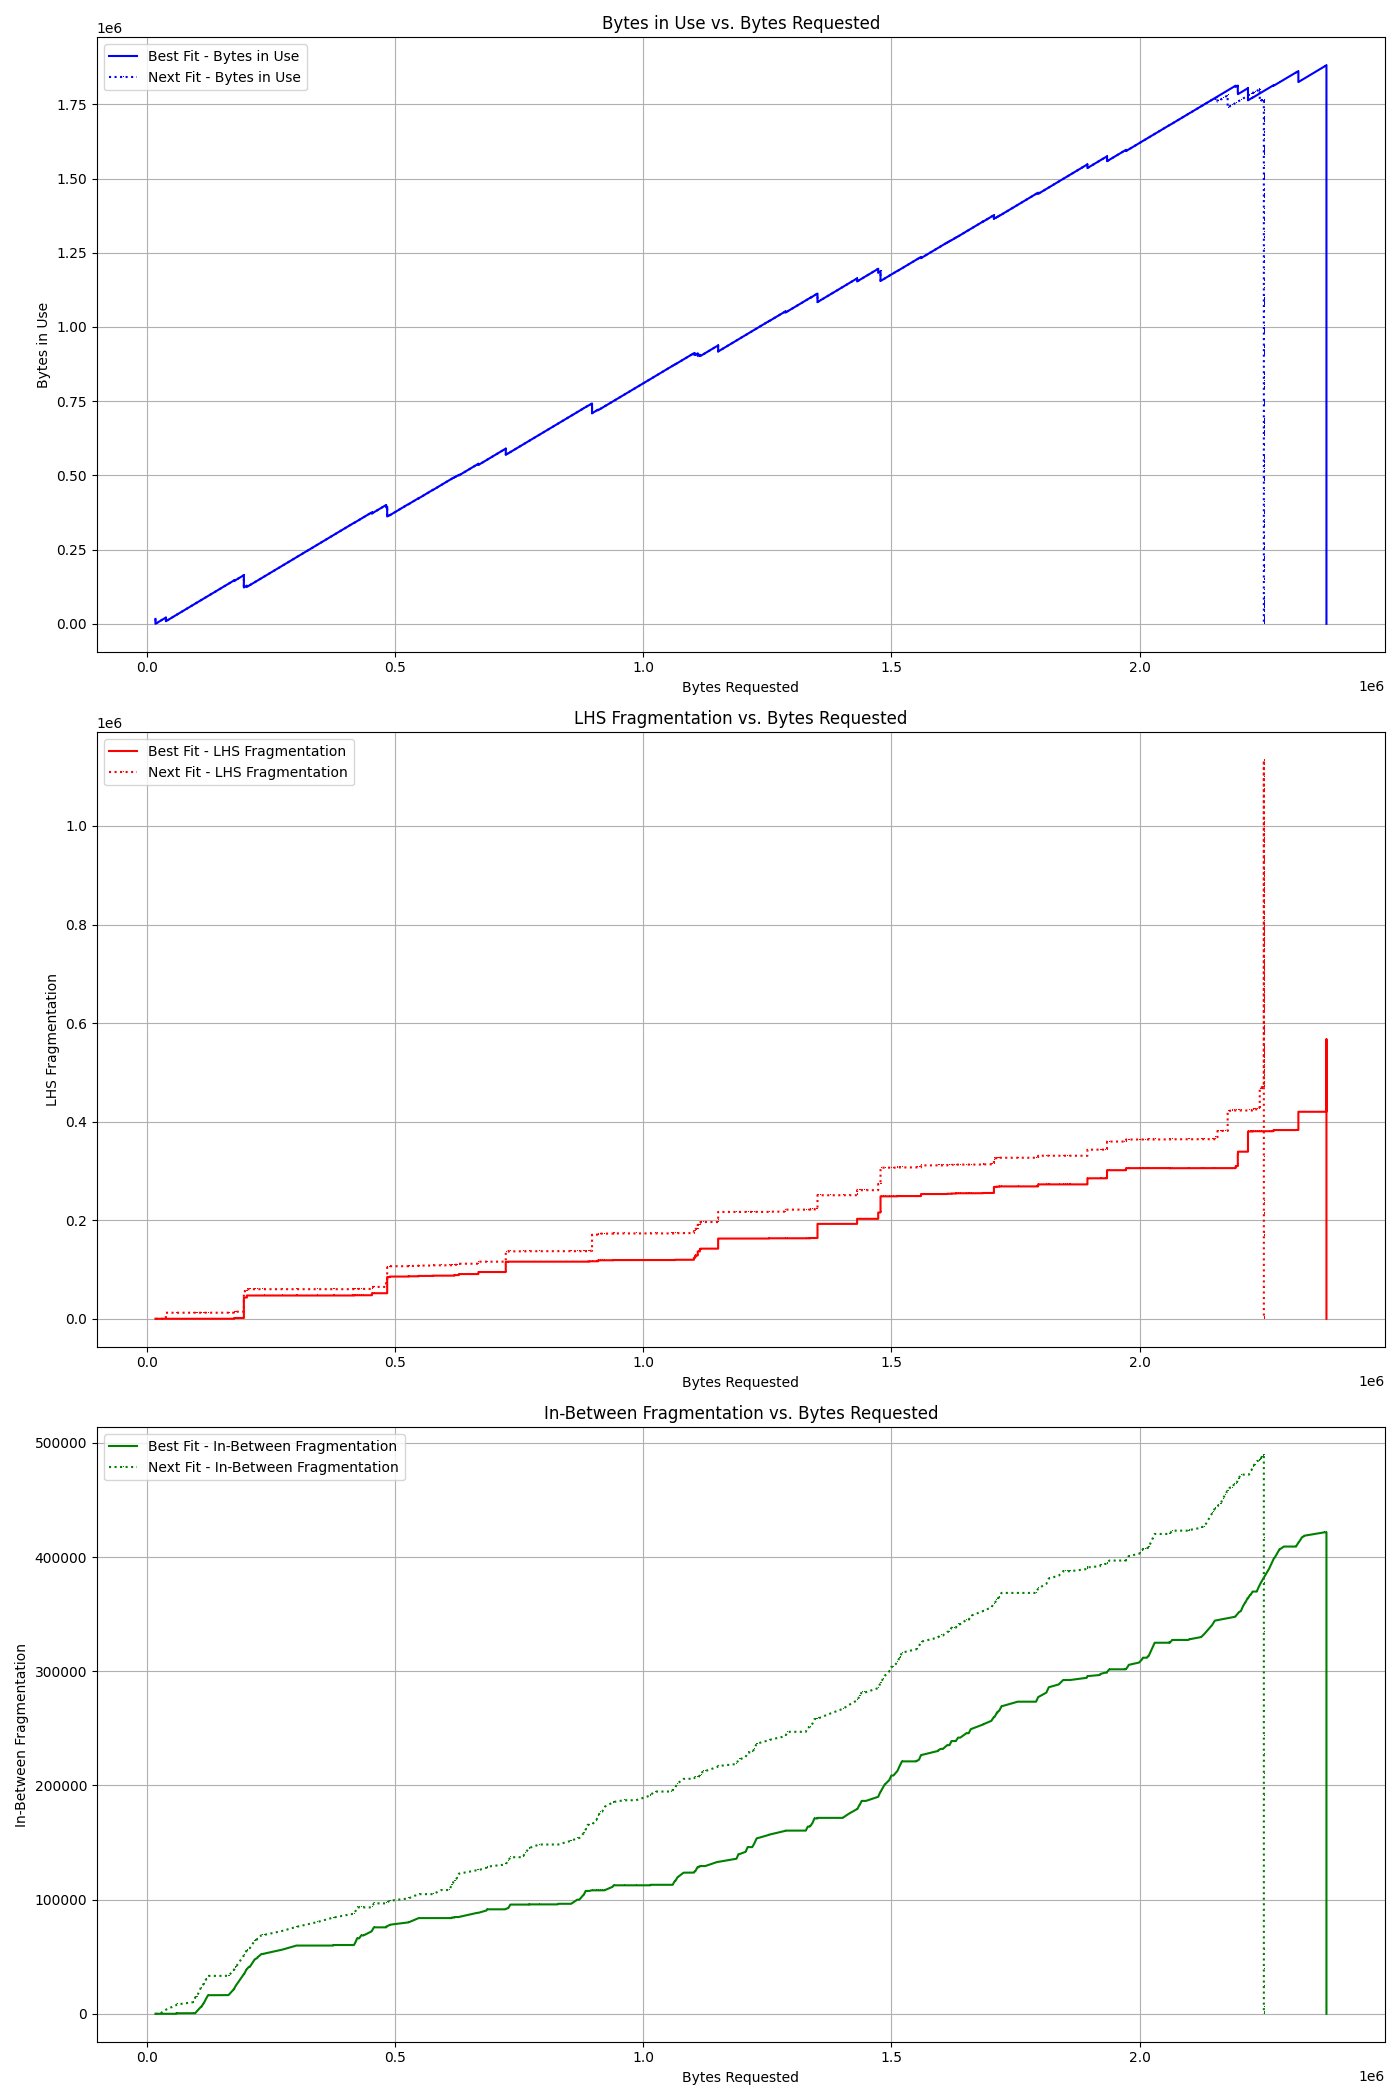 Bytes in Use vs. Bytes Requested
1e6
Best Fit - Bytes in Use
Next Fit - Bytes in Use
1.75
1.50
1.25
1.00
0.75
0.50
0.25
0.00
Bytes in Use
0.0 0.5 1.0 1.5 2.0
Bytes Requested
1e6
LHS Fragmentation vs. Bytes Requested
1e6
Best Fit - LHS Fragmentation
Next Fit - LHS Fragmentation
1.0
0.8
0.6
0.4
0.2
0.0
LHS Fragmentation
0.0 0.5 1.0 1.5 2.0
Bytes Requested
1e6
In-Between Fragmentation vs. Bytes Requested
Best Fit - In-Between Fragmentation
Next Fit - In-Between Fragmentation
500000
400000
300000
200000
100000
0
In-Between Fragmentation
0.0 0.5 1.0 1.5 2.0
Bytes Requested
1e6